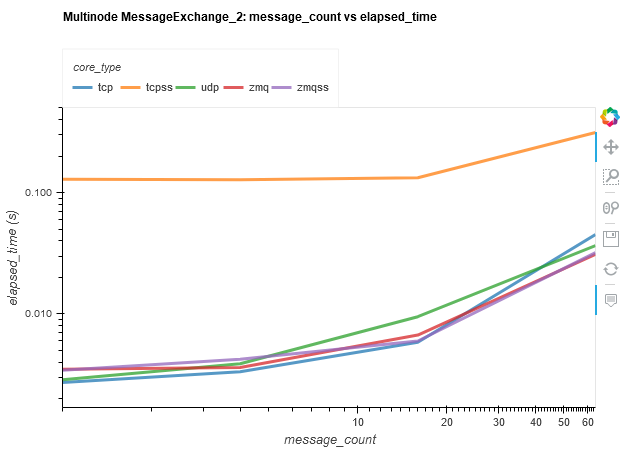 Multinode MessageExchange_2: message_count vs elapsed_time
core_type
tcp tcpss udp zmq zmqss
0.100
0.010
elapsed_time (s)
10 20 30 40 50 60
message_count